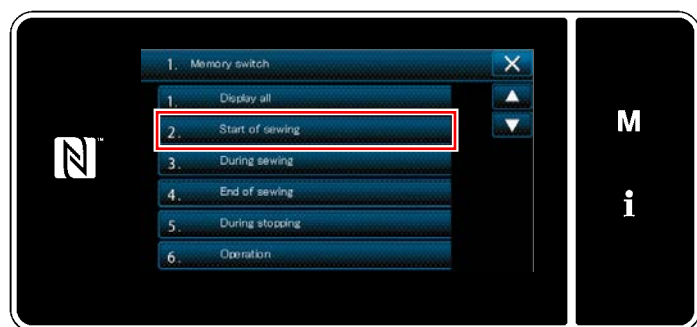 1. Memory switch
1. Display all
2. Start of sewing
3. During sewing
4. End of sewing
5. During stopping
6. Operation
N
M
i